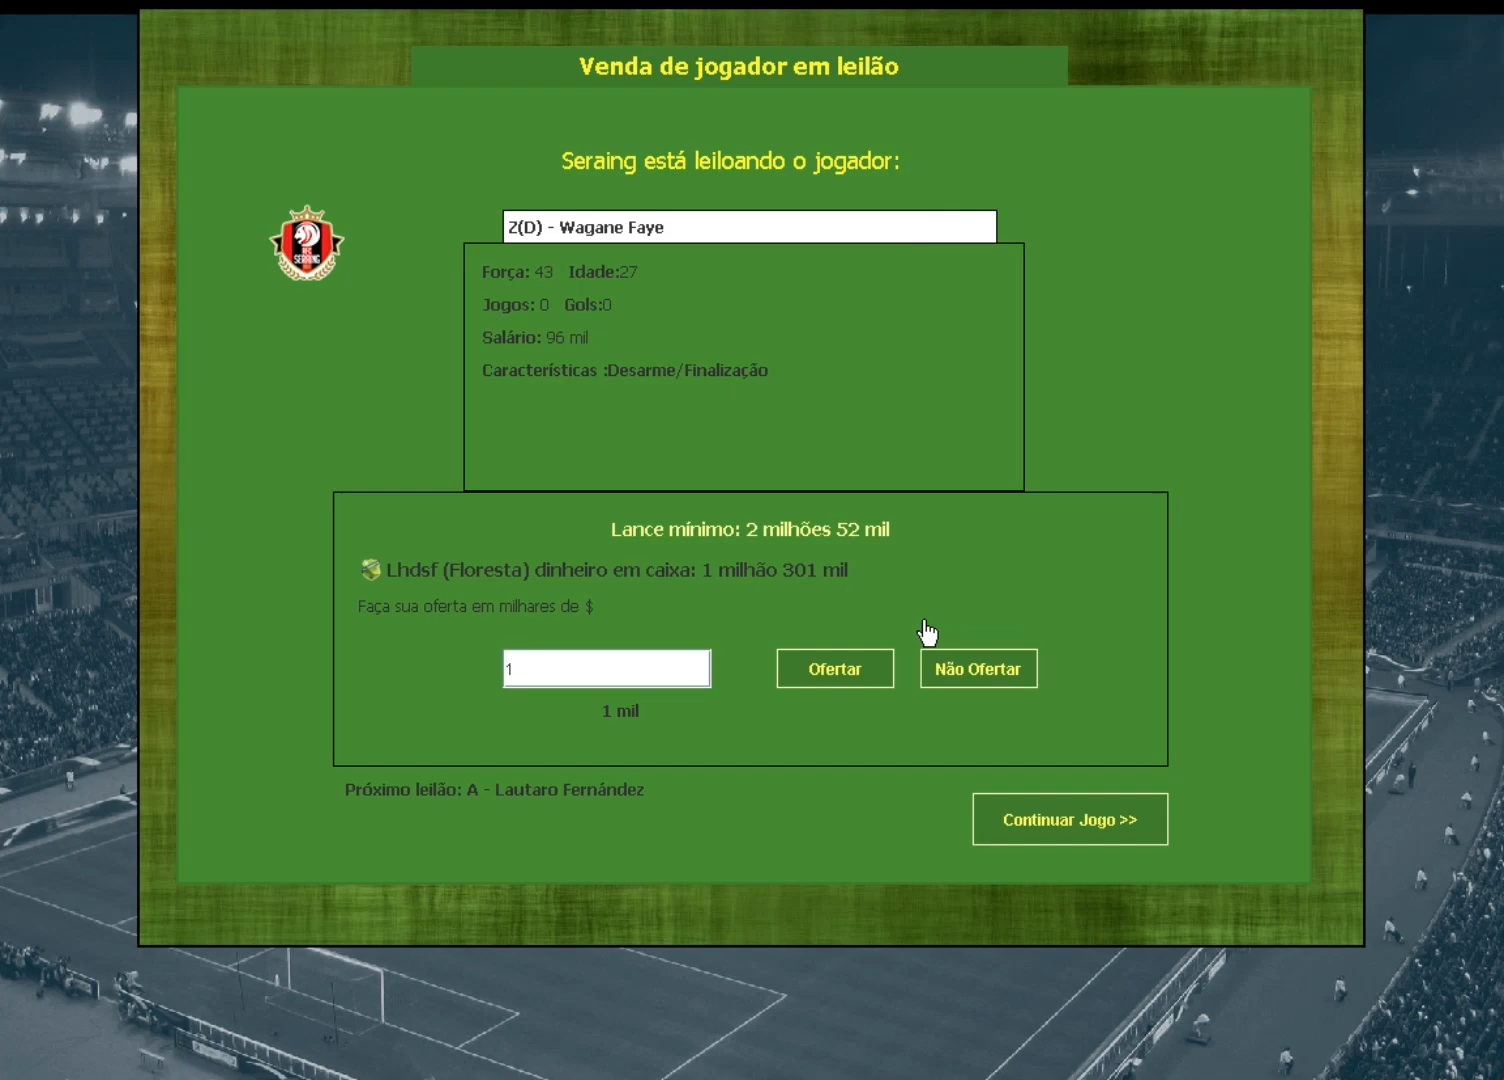 Venda de jogador em leilão
Seraing está leiloando o jogador:
SERAING
Z(D) - Wagane Faye
Força: 43 Idade:27
Jogos: 0 Gols:0
Salário: 96 mil
Características :Desarme/Finalização
Lance mínimo: 2 milhões 52 mil
Lhdsf (Floresta) dinheiro em caixa: 1 milhão 301 mil
Faça sua oferta em milhares de $
1 Ofertar Não Ofertar
1 mil
Próximo leilão: A - Lautaro Fernández
Continuar Jogo >>